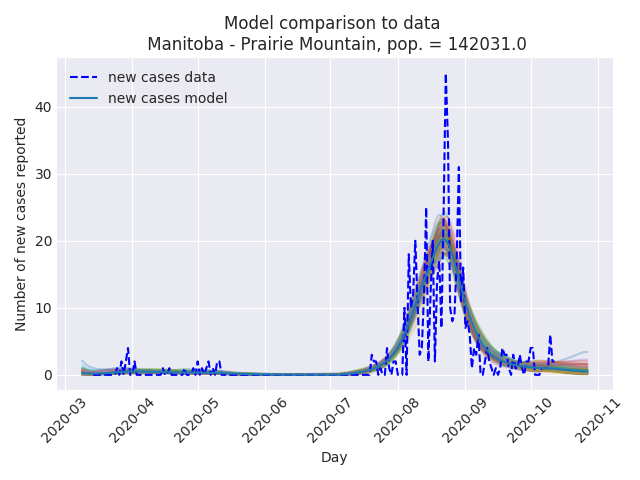 Model comparison to data
Manitoba - Prairie Mountain, pop. = 142031.0
new cases data
new cases model
Number of new cases reported
40
30
20
10
0
2020-03
2020-04
2020-05
2020-06
2020-07
2020-08
2020-09
2020-10
2020-11
Day